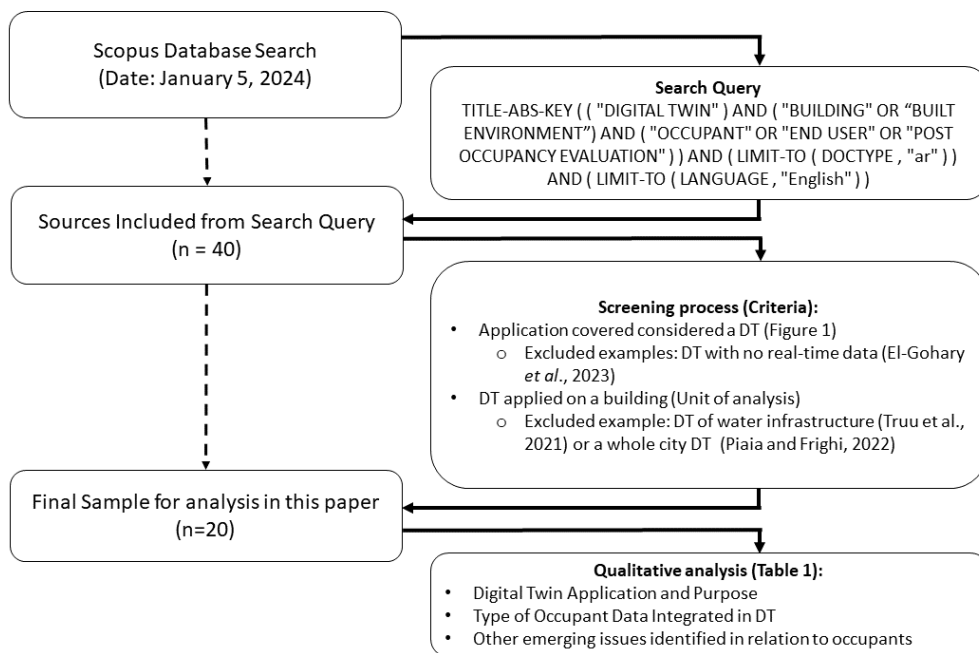 Scopus Database Search
(Date: January 5, 2024)
Search Query
TITLE-ABS-KEY ( ( "DIGITAL TWIN" ) AND ( "BUILDING" OR “BUILT
ENVIRONMENT”) AND ( "OCCUPANT" OR "END USER" OR "POST
OCCUPANCY EVALUATION" ) ) AND ( LIMIT-TO ( DOCTYPE , "ar" ) )
AND ( LIMIT-TO ( LANGUAGE , "English" ) )
Sources Included from Search Query
(n = 40)
Screening process (Criteria):
• Application covered considered a DT (Figure 1)
o Excluded examples: DT with no real-time data (El-Gohary
et al., 2023)
• DT applied on a building (Unit of analysis)
o Excluded example: DT of water infrastructure (Truu et al.,
2021) or a whole city DT (Piaia and Frighi, 2022)
Final Sample for analysis in this paper
(n=20)
Qualitative analysis (Table 1):
• Digital Twin Application and Purpose
• Type of Occupant Data Integrated in DT
• Other emerging issues identified in relation to occupants